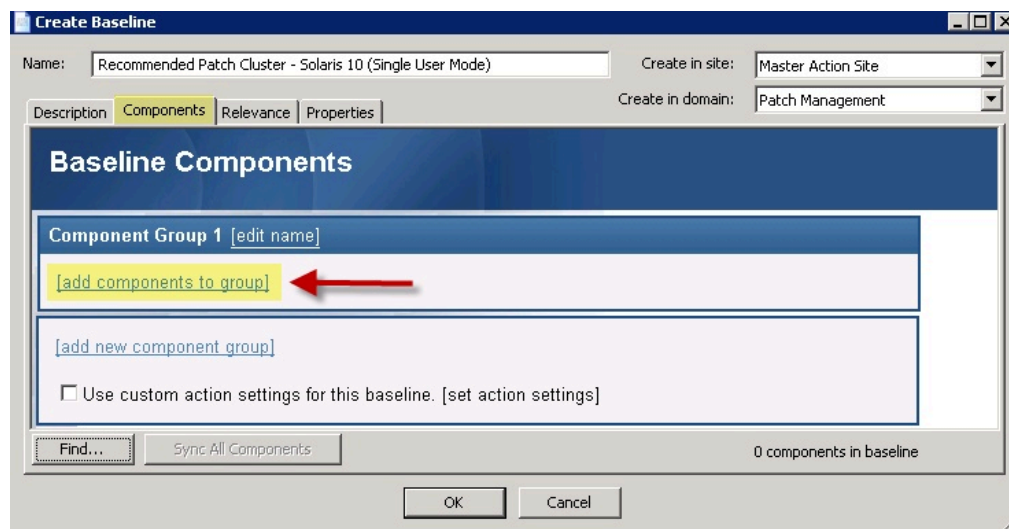 Create Baseline
Name: Recommended Patch Cluster - Solaris 10 (Single User Mode) Create in site: Master Action Site
Create in domain: Patch Management
Description Components Relevance Properties
Baseline Components
Component Group 1 [edit name]
[add components to group]
[add new component group]
Use custom action settings for this baseline. [set action settings]
Find... Sync All Components 0 components in baseline
OK Cancel